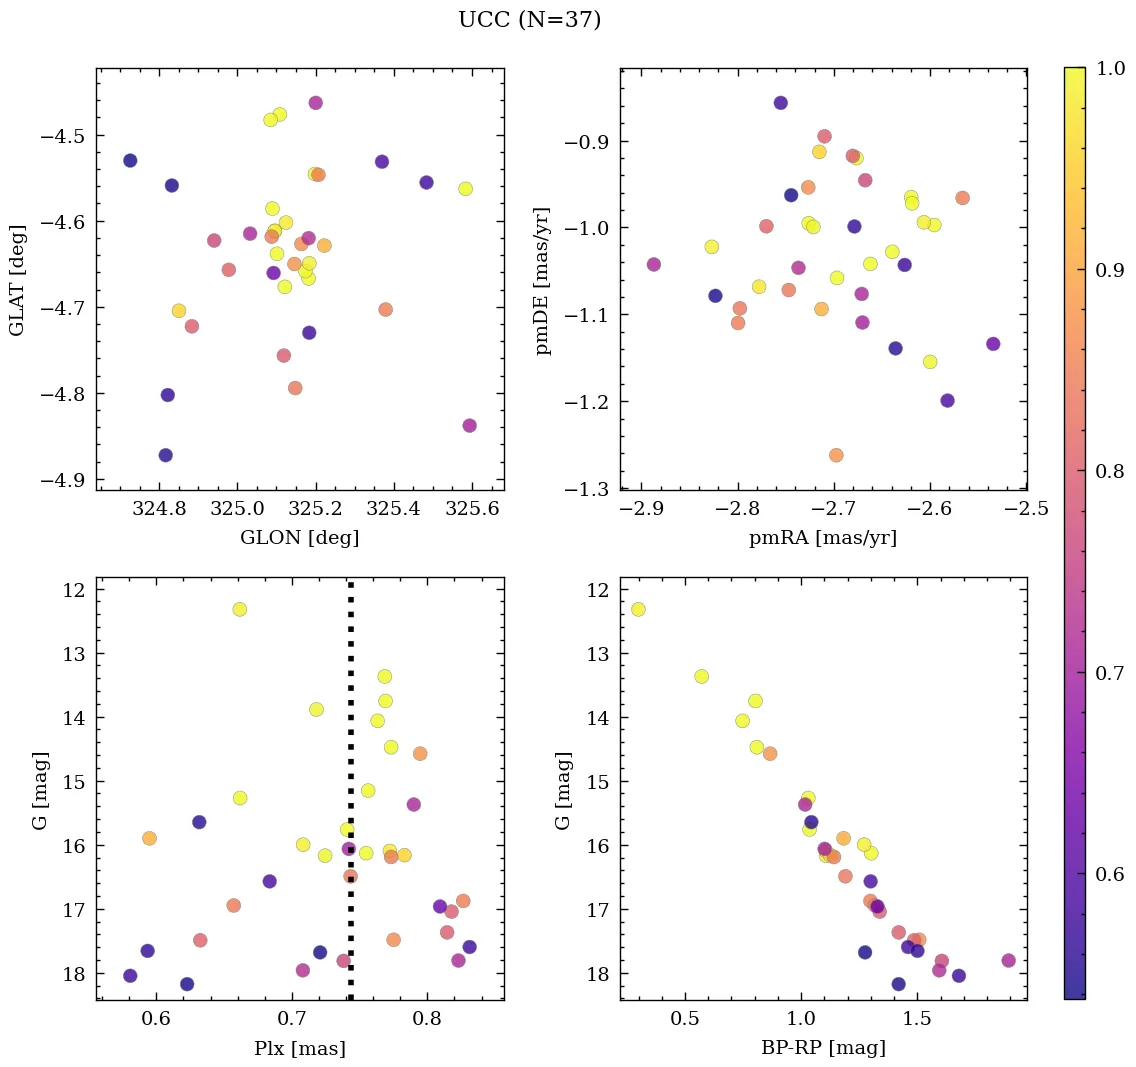 UCC (N=37)
−4.5
−4.6
−4.7
−4.8
−4.9
GLAT [deg]
324.8 325.0 325.2 325.4 325.6
GLON [deg]
−0.9
−1.0
−1.1
−1.2
−1.3
pmDE [mas/yr]
−2.9 −2.8 −2.7 −2.6 −2.5
pmRA [mas/yr]
12
13
14
15
16
17
18
G [mag]
0.6 0.7 0.8
Plx [mas]
12
13
14
15
16
17
18
G [mag]
0.5 1.0 1.5
BP-RP [mag]
1.0
0.9
0.8
0.7
0.6